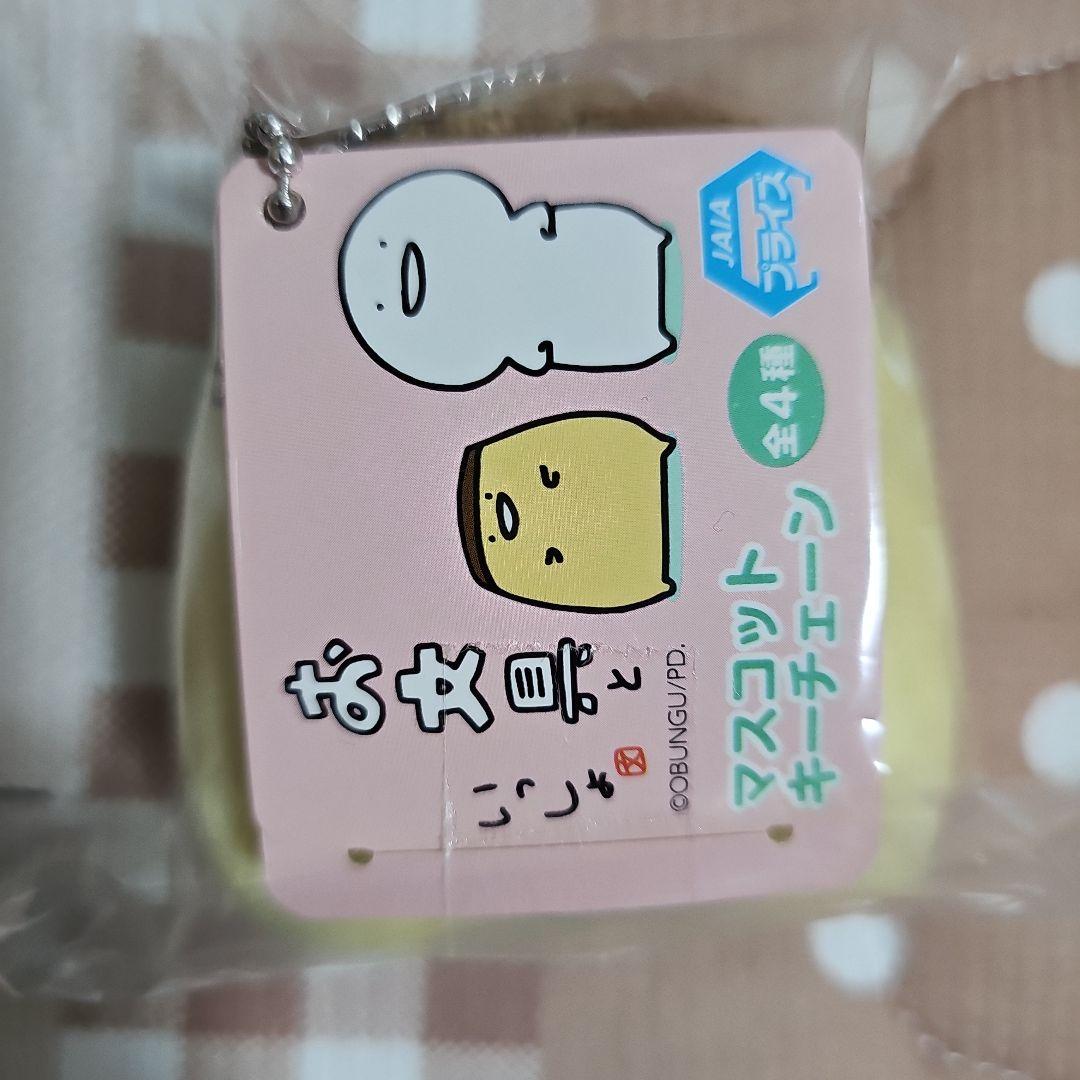 お文具と
いっしょ
文
©OBUNGU/PD.
マスコット
キーチェーン
全4種
JAIA
プライズ